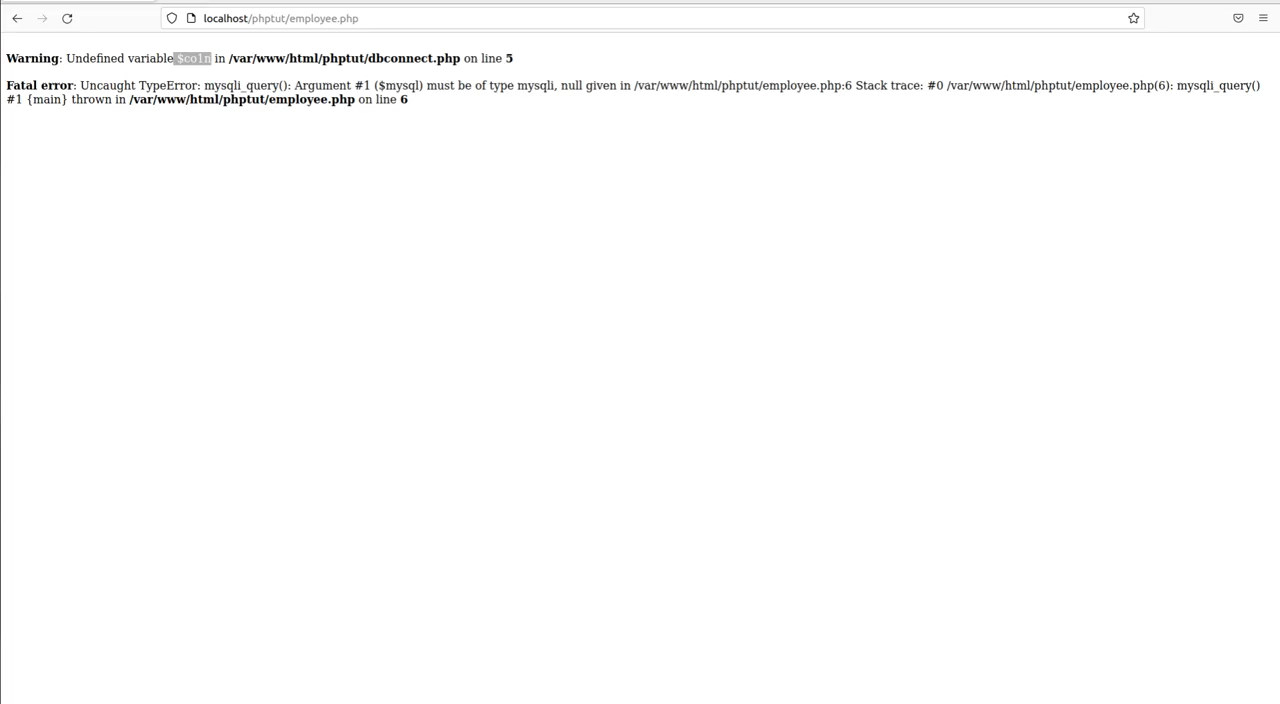 localhost/phptut/employee.php
Warning: Undefined variable $coln in /var/www/html/phptut/dbconnect.php on line 5
Fatal error: Uncaught TypeError: mysqli_query(): Argument #1 ($mysql) must be of type mysqli, null given in /var/www/html/phptut/employee.php:6 Stack trace: #0 /var/www/html/phptut/employee.php(6): mysqli_query()
#1 {main} thrown in /var/www/html/phptut/employee.php on line 6